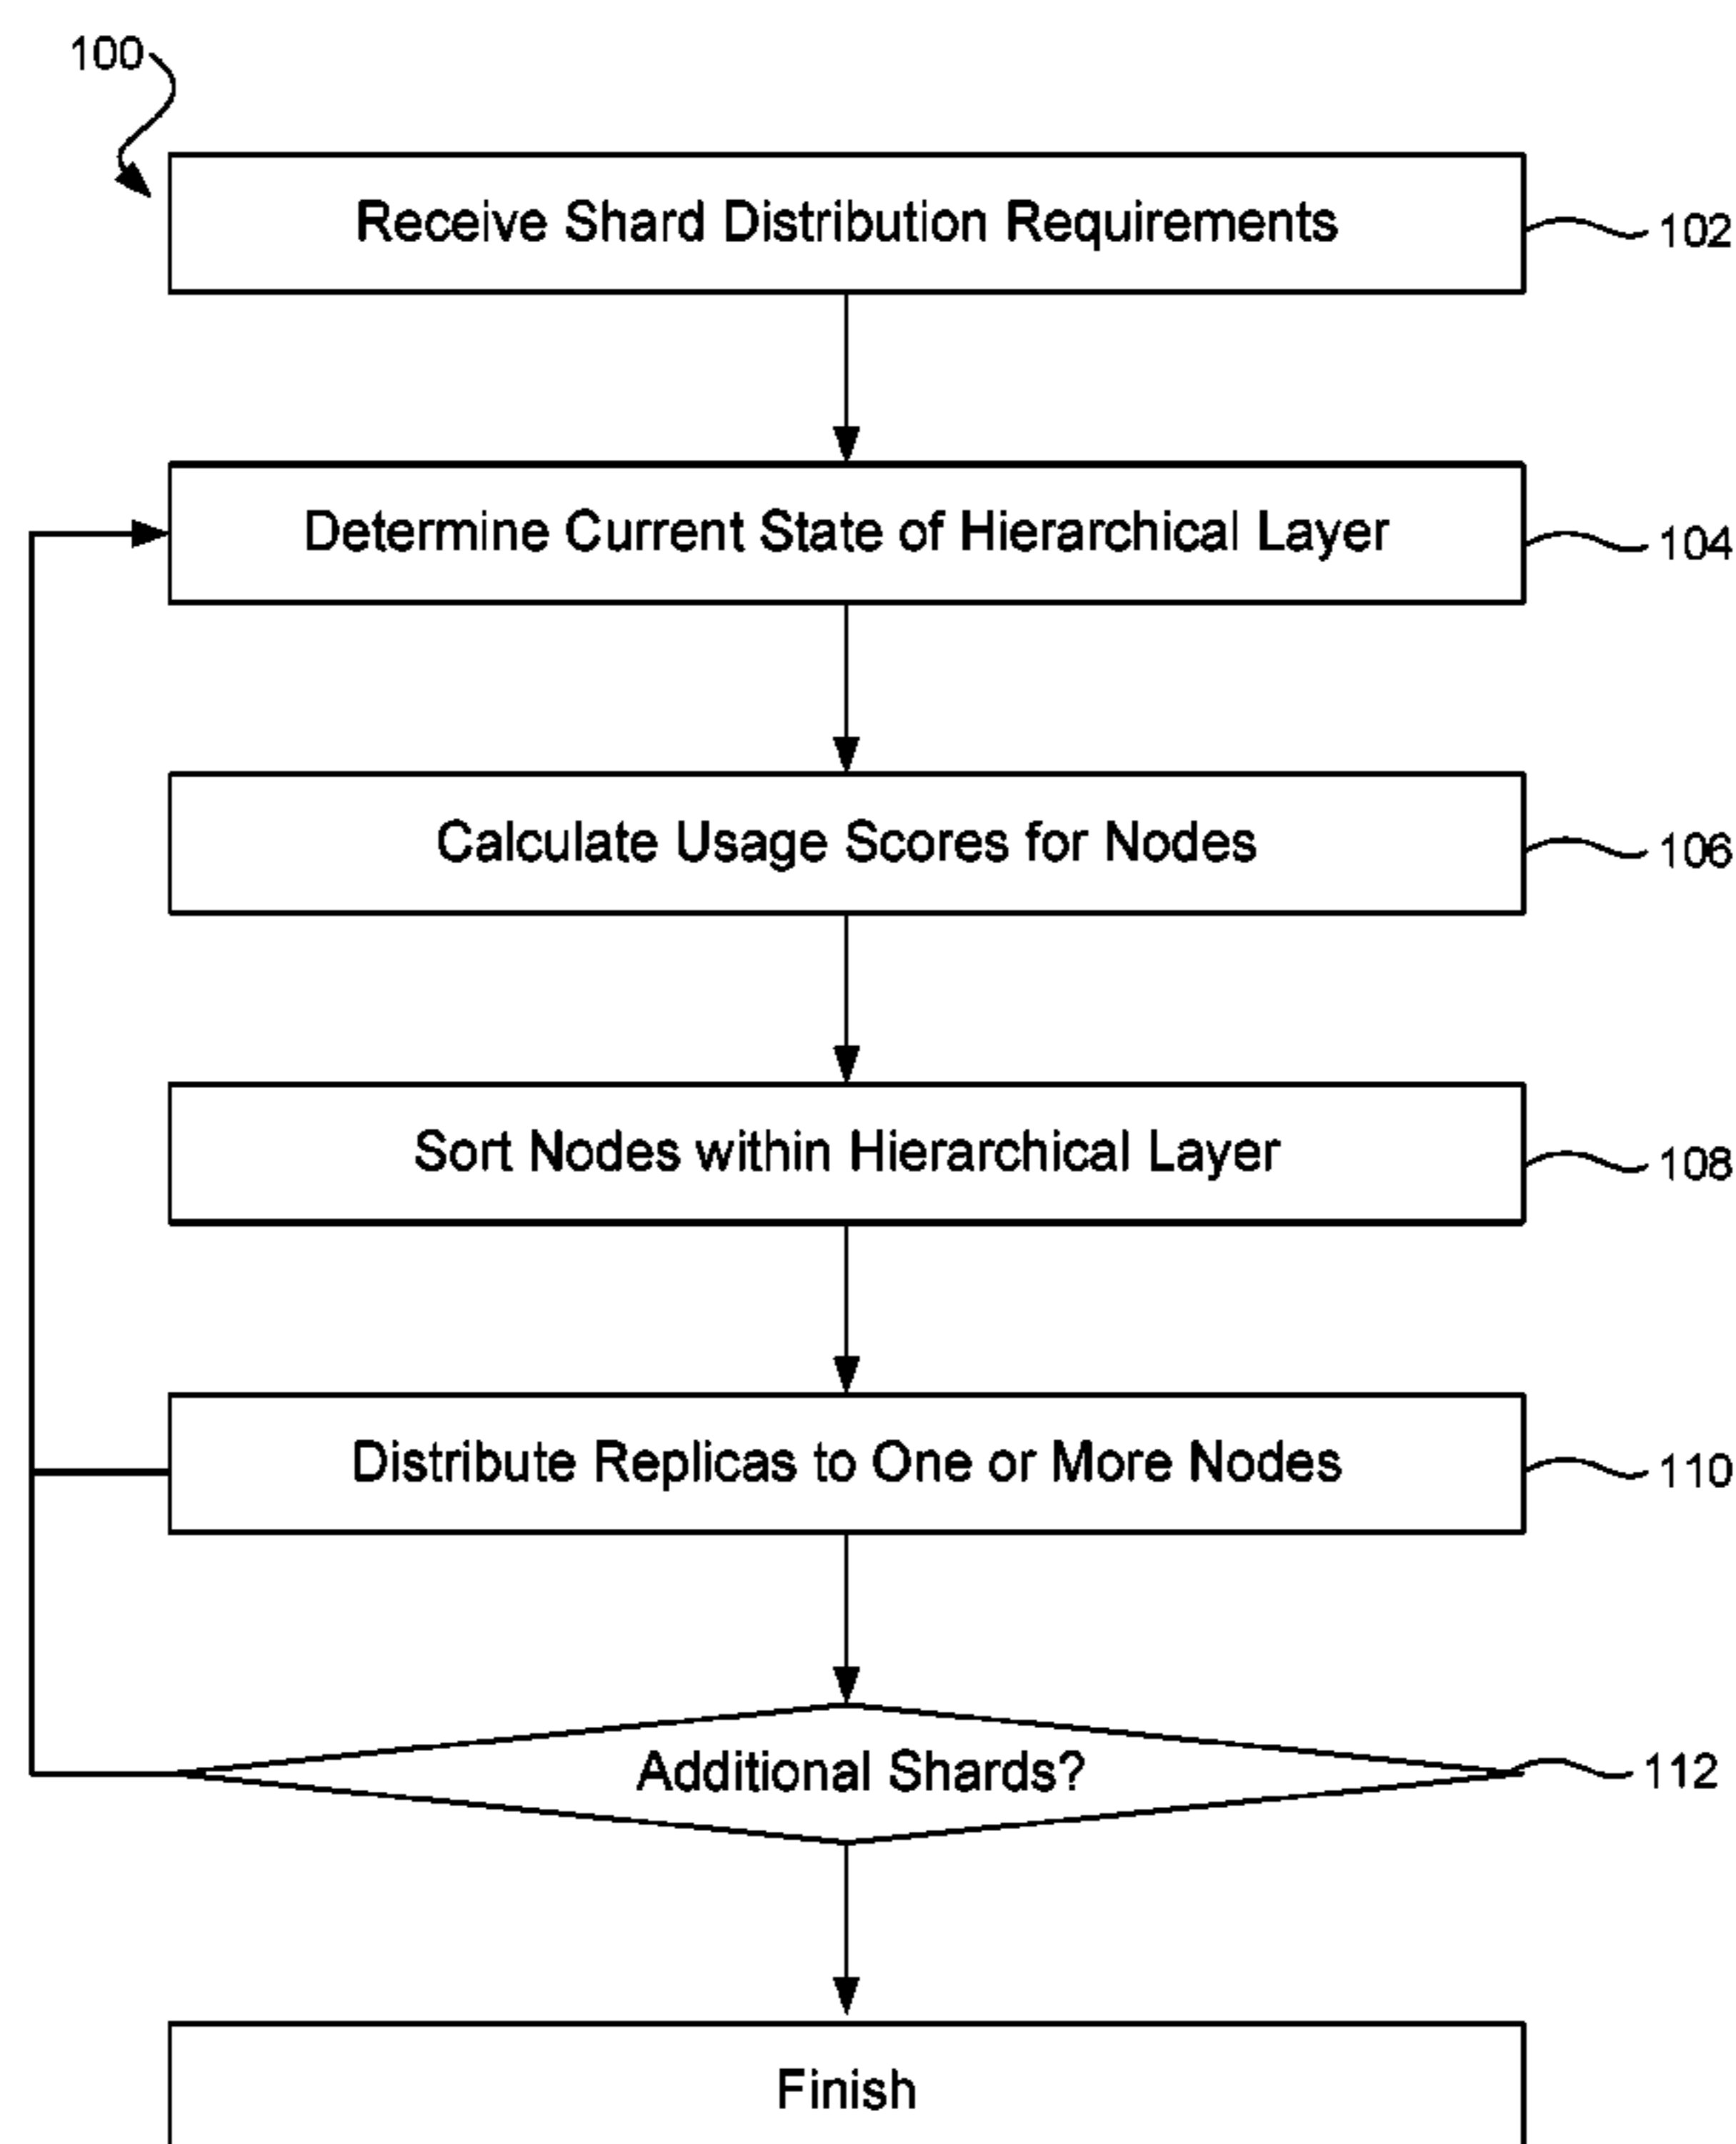 100
Receive Shard Distribution Requirements
102
Determine Current State of Hierarchical Layer
104
Calculate Usage Scores for Nodes
106
Sort Nodes within Hierarchical Layer
108
Distribute Replicas to One or More Nodes
110
Additional Shards?
112
Finish